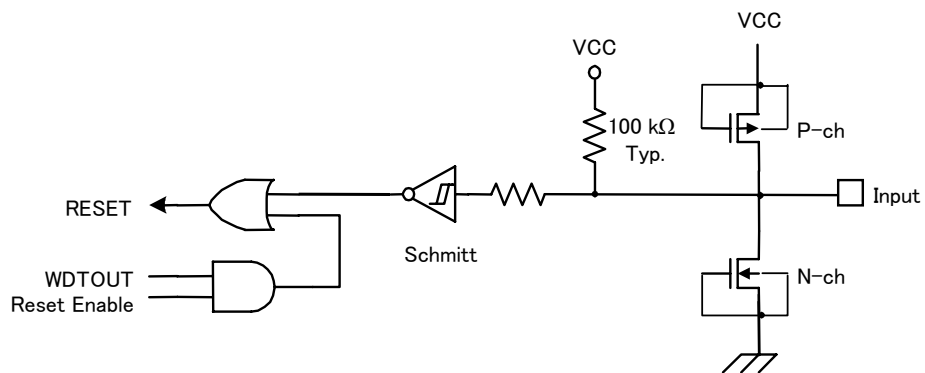 VCC
VCC
100 kΩ
Typ.
P-ch
RESET
Input
Schmitt
WDTOUT
Reset Enable
N-ch